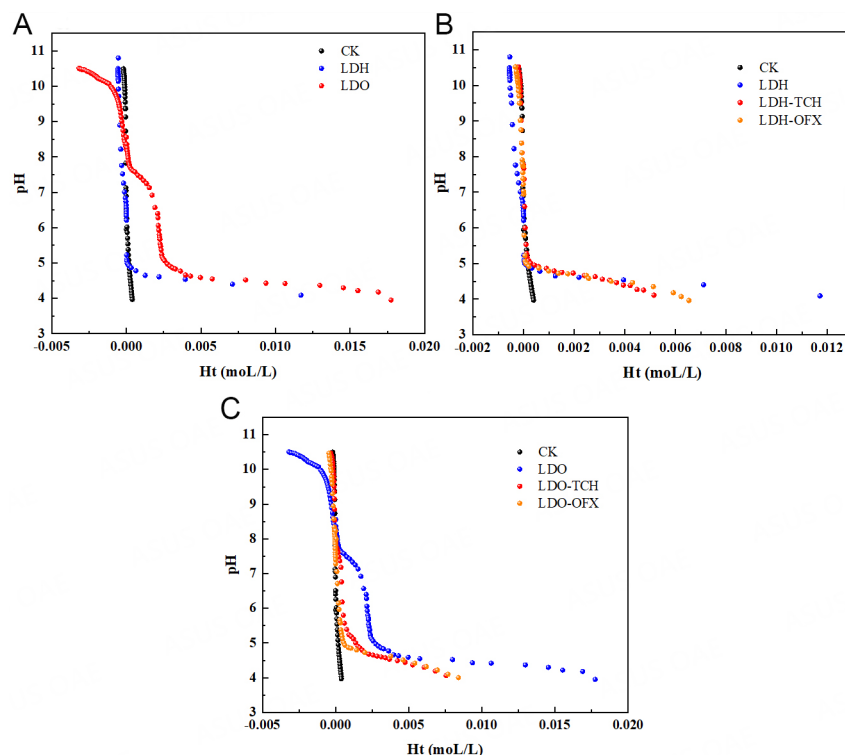 A
11
10
9
8
7
6
5
4
3
pH
CK
LDH
LDO
-0.005
0.000
0.005
0.010
0.015
0.020
Ht (moL/L)
B
11
10
9
8
7
6
5
4
3
pH
CK
LDH
LDH-TCH
LDH-OFX
-0.002
0.000
0.002
0.004
0.006
0.008
0.010
0.012
Ht (moL/L)
C
11
10
9
8
7
6
5
4
3
pH
CK
LDO
LDO-TCH
LDO-OFX
-0.005
0.000
0.005
0.010
0.015
0.020
Ht (moL/L)